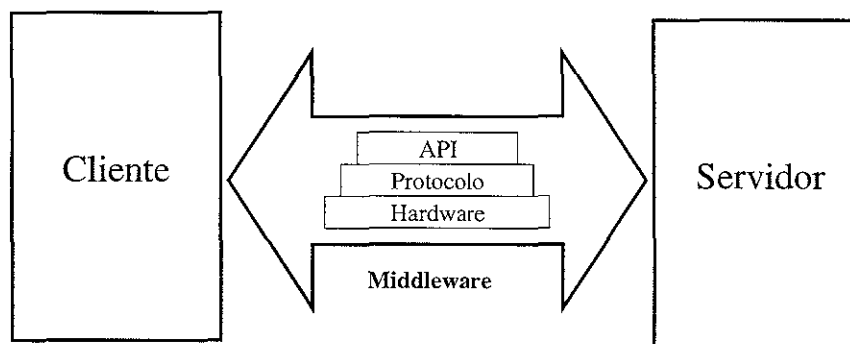 Cliente
API
Protocolo
Hardware
Middleware
Servidor